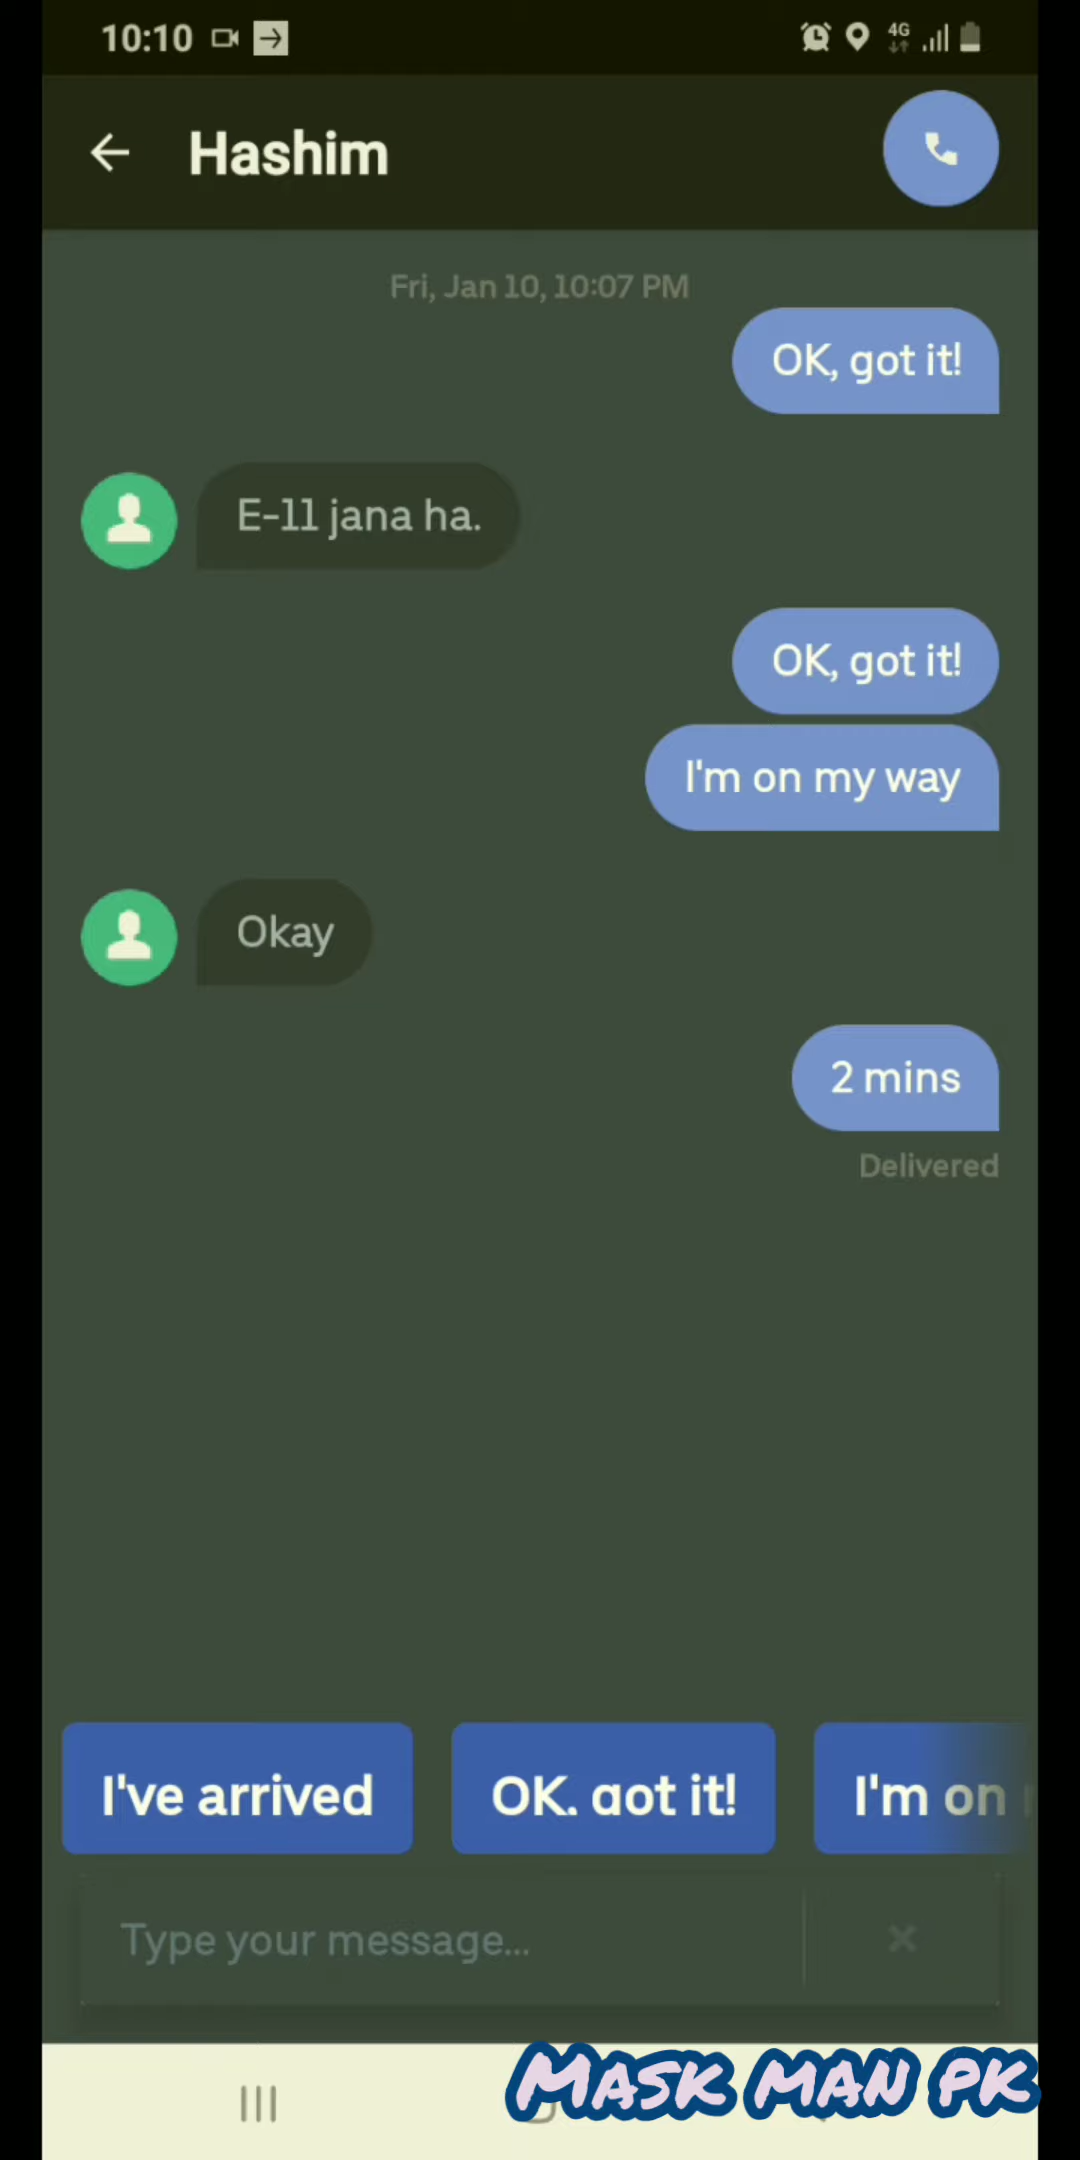 10:10
4G
Hashim
Fri, Jan 10, 10:07 PM
OK, got it!
E-11 jana ha.
OK, got it!
I'm on my way
Okay
2 mins
Delivered
I've arrived
OK. got it!
I'm on
Type your message...
MASK MAN PK